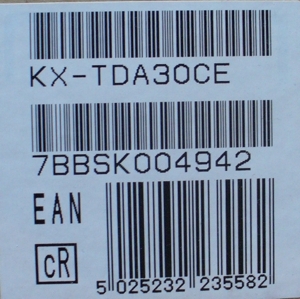 KX-TDA30CE
7BBSK004942
EAN
CR
5 025232 235582